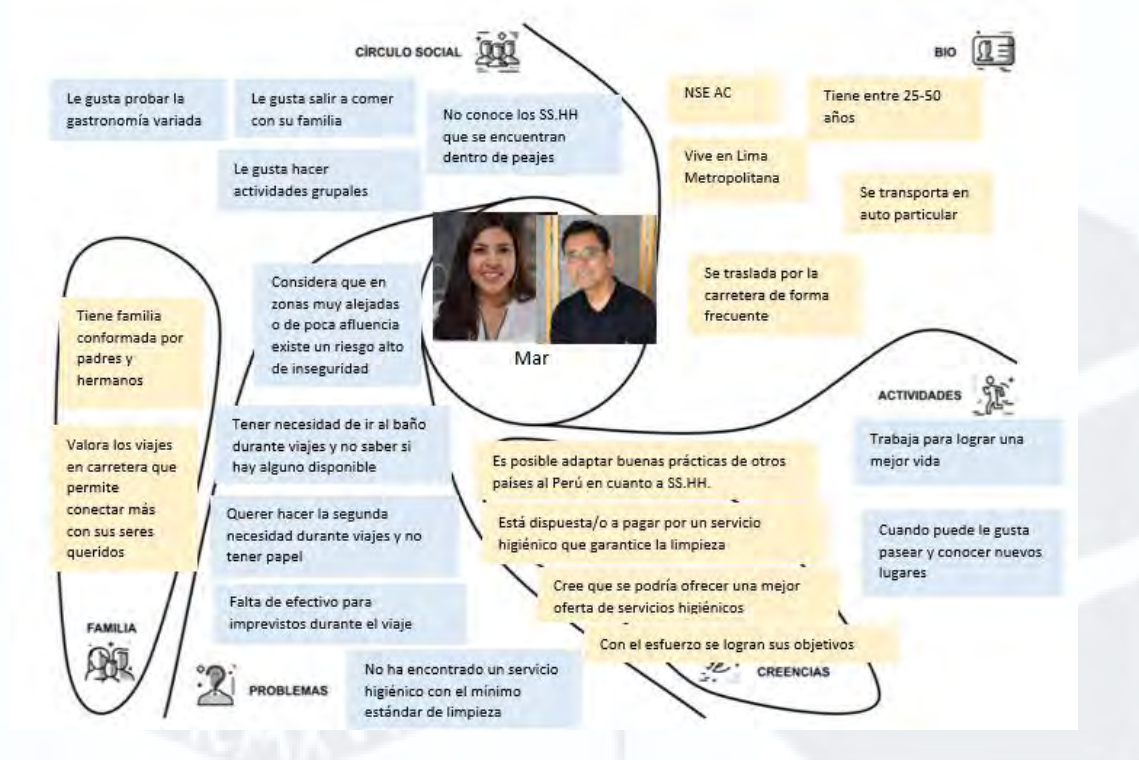 CÍRCULO SOCIAL
Le gusta probar la
gastronomía variada
Le gusta salir a comer
con su familia
No conoce los SS.HH
que se encuentran
dentro de peajes
Le gusta hacer
actividades grupales
BIO
NSE AC
Tiene entre 25-50
años
Vive en Lima
Metropolitana
Se transporta en
auto particular
Se traslada por la
carretera de forma
frecuente
Mar
Tiene familia
conformada por
padres y
hermanos
Valora los viajes
en carretera que
permite
conectar más
con sus seres
queridos
FAMILIA
Considera que en
zonas muy alejadas
o de poca afluencia
existe un riesgo alto
de inseguridad
Tener necesidad de ir al baño
durante viajes y no saber si
hay alguno disponible
Querer hacer la segunda
necesidad durante viajes y no
tener papel
Falta de efectivo para
imprevistos durante el viaje
No ha encontrado un servicio
higiénico con el mínimo
estándar de limpieza
PROBLEMAS
Es posible adaptar buenas prácticas de otros
países al Perú en cuanto a SS.HH.
Está dispuesta/o a pagar por un servicio
higiénico que garantice la limpieza
Cree que se podría ofrecer una mejor
oferta de servicios higiénicos
Con el esfuerzo se logran sus objetivos
CREENCIAS
ACTIVIDADES
Trabaja para lograr una
mejor vida
Cuando puede le gusta
pasear y conocer nuevos
lugares